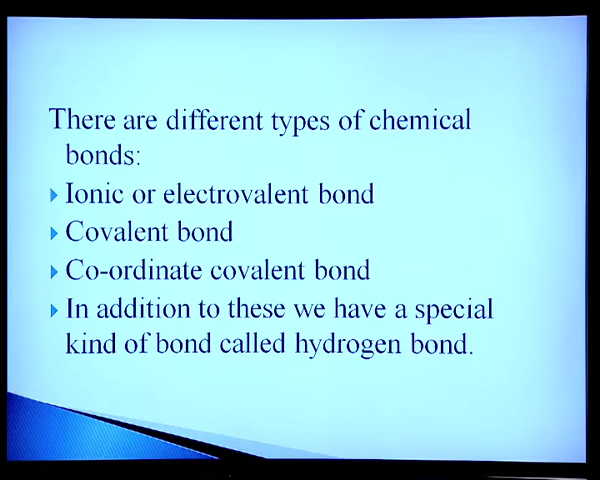 There are different types of chemical
bonds:
Ionic or electrovalent bond
Covalent bond
Co-ordinate covalent bond
In addition to these we have a special
kind of bond called hydrogen bond.